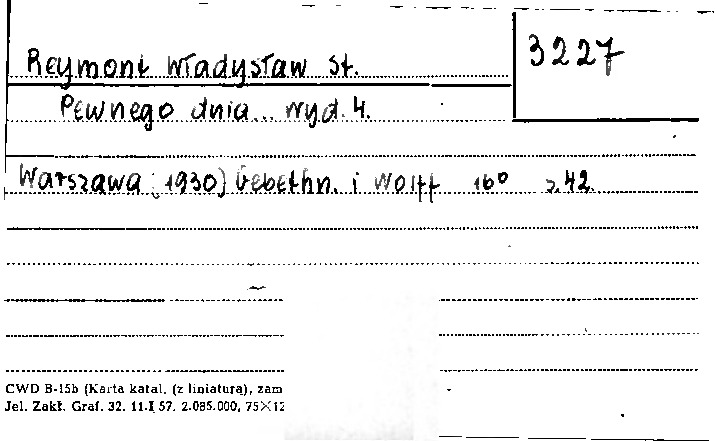 3227
Reymont Władysław St.
Pewnego dnia... wyd. 4.
Warszawa [1930] Gebethn. i Wolff 16° s. 42.
CWD B-15b (Karta katal. (z liniaturą), zam
Jel. Zakł. Graf. 32. 11.I 57. 2.085.000, 75×12